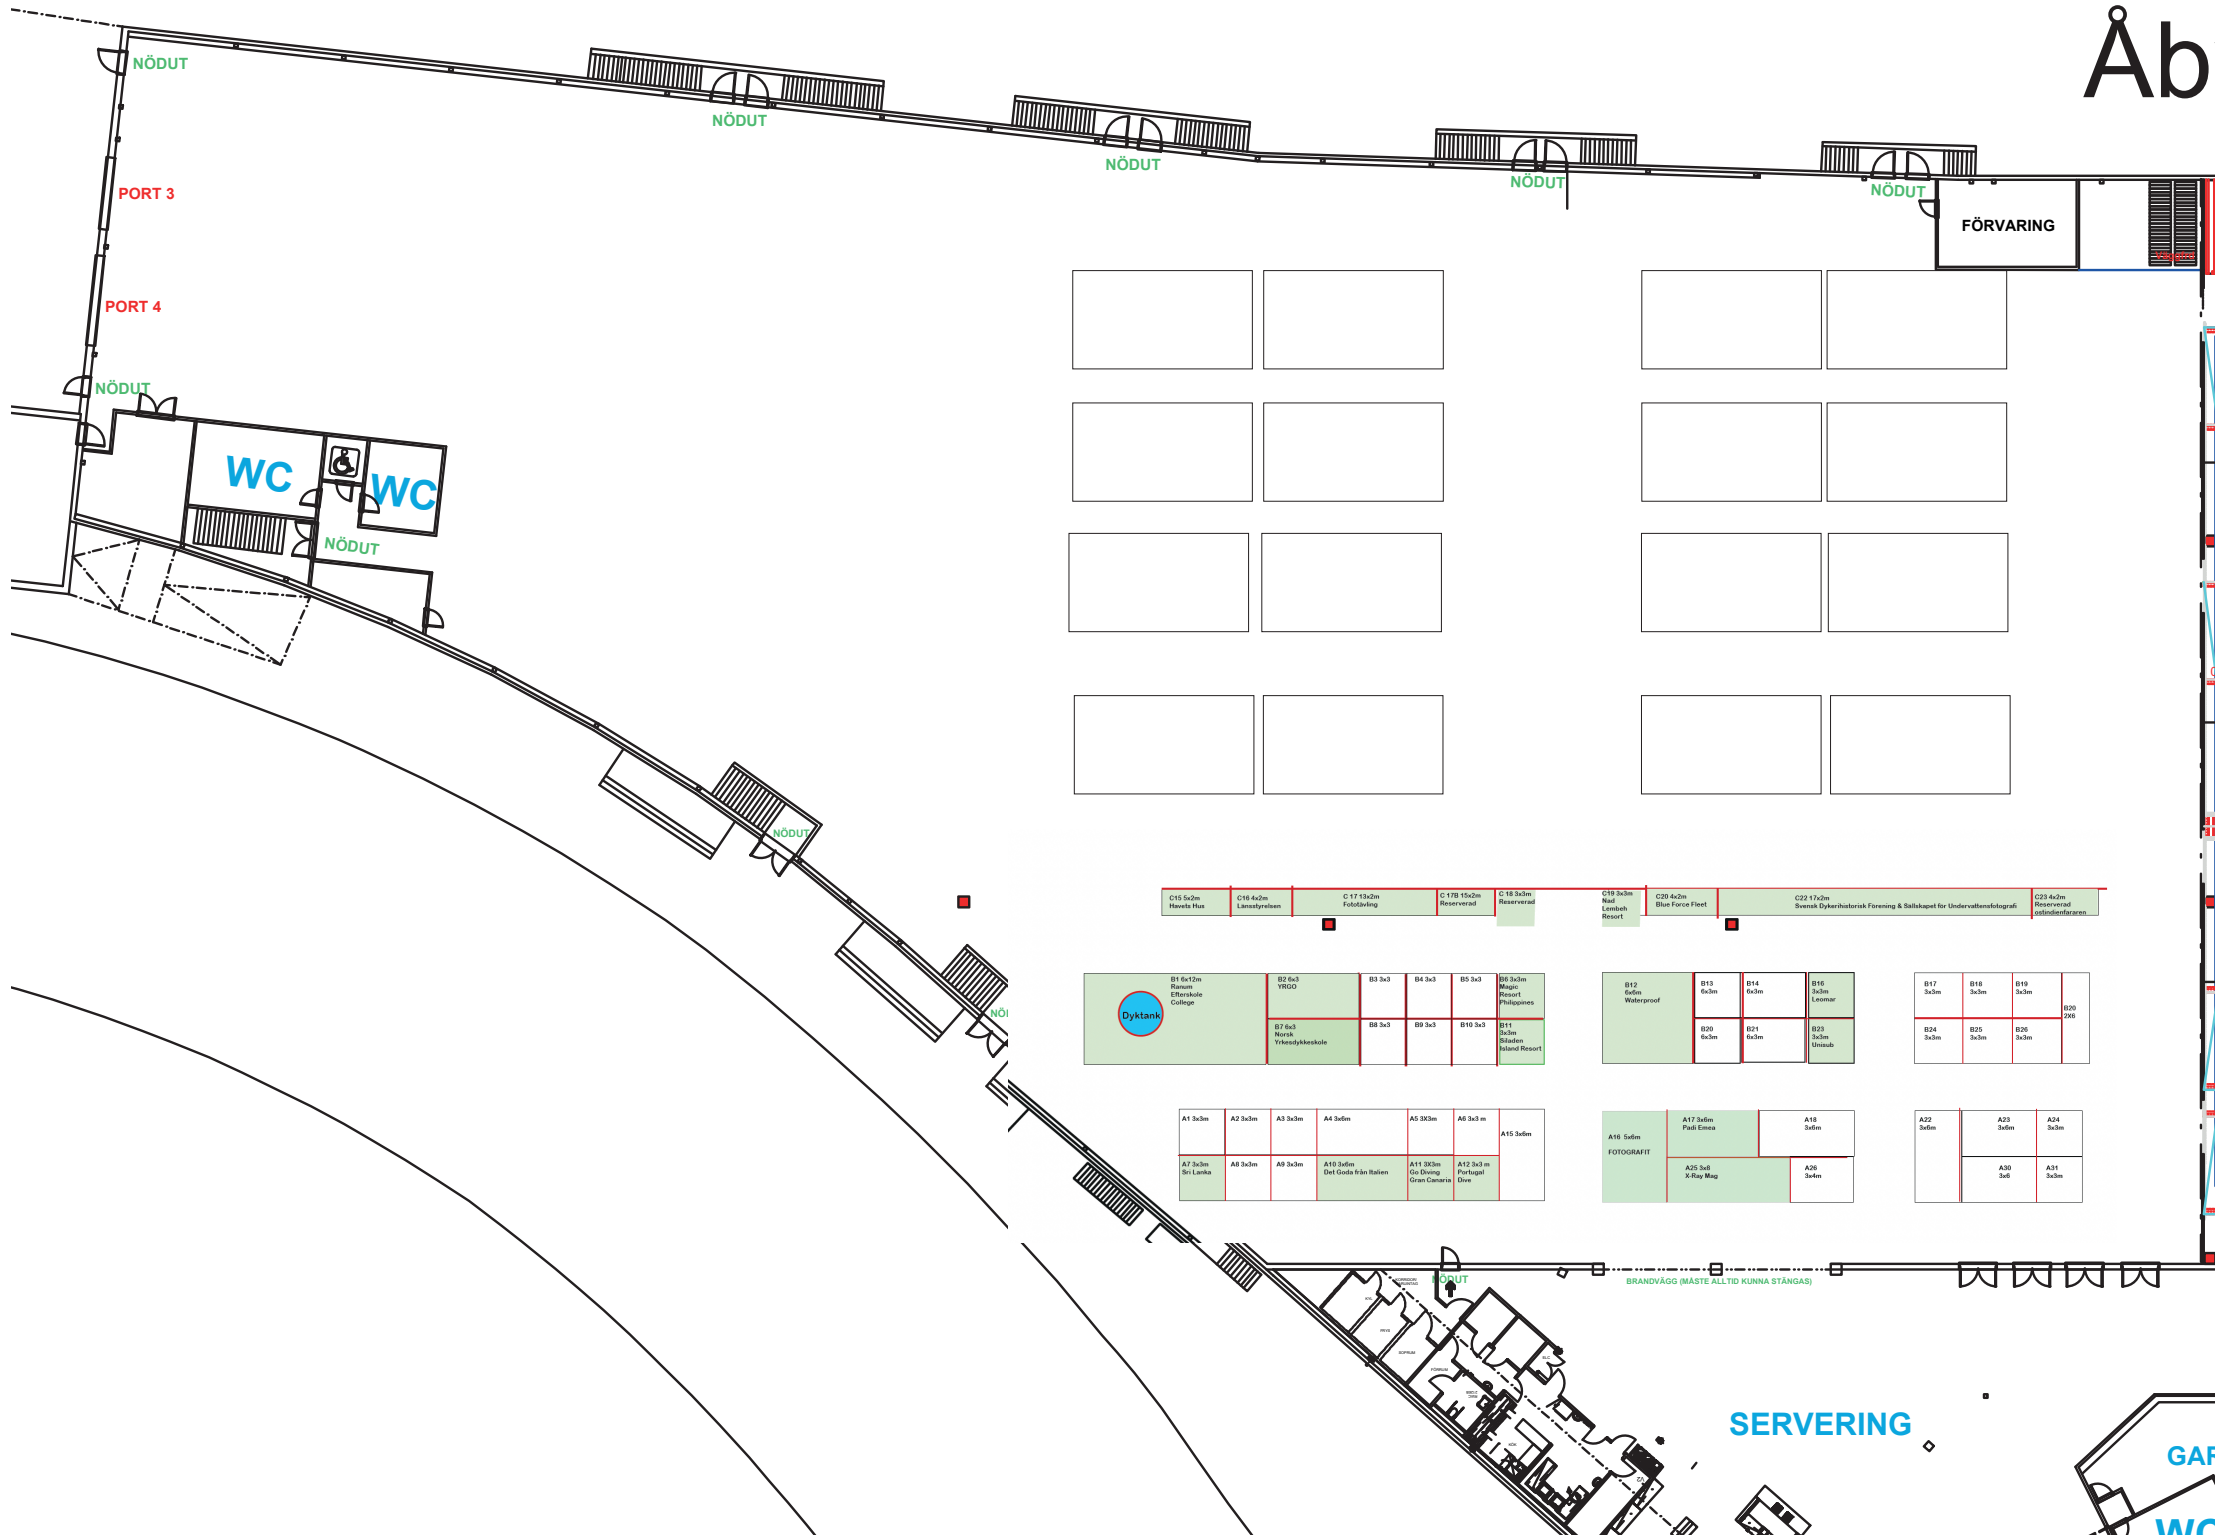 Åb
NÖDUT
NÖDUT
NÖDUT
NÖDUT
NÖDUT
PORT 3
FÖRVARING
PORT 4
NÖDUT
WC
WC
NÖDUT
NÖDUT
C15 5x2m
Havets Hus
C16 4x2m
Länsstyrelsen
C 17 13x2m
Fototävling
C 17B 15x2m
Reserverad
C 18 3x3m
Reserverad
C19 3x3m
Nad
Lembeh
Resort
C20 4x2m
Blue Force Fleet
C22 17x2m
Svensk Dykerihistorisk Förening & Sällskapet för Undervattensfotografi
C23 4x2m
Reserverad
ostindienfararen
Dyktank
B1 6x12m
Ranum
Efterskole
College
B2 6x3
YRGO
B3 3x3
B4 3x3
B5 3x3
B6 3x3m
Magic
Resort
Philippines
B7 6x3
Norsk
Yrkesdykkeskole
B8 3x3
B9 3x3
B10 3x3
B11
3x3m
Siladen
Island Resort
B12
6x6m
Waterproof
B13
6x3m
B14
6x3m
B16
3x3m
Leomar
B20
6x3m
B21
6x3m
B23
3x3m
Unisub
B17
3x3m
B18
3x3m
B19
3x3m
B20
2X6
B24
3x3m
B25
3x3m
B26
3x3m
NÖ
A1 3x3m
A2 3x3m
A3 3x3m
A4 3x6m
A5 3X3m
A6 3x3 m
A15 3x6m
A7 3x3m
Sri Lanka
A8 3x3m
A9 3x3m
A10 3x6m
Det Goda från Italien
A11 3X3m
Go Diving
Gran Canaria
A12 3x3 m
Portugal
Dive
A16 5x6m
FOTOGRAFIT
A17 3x6m
Padi Emea
A18
3x6m
A25 3x8
X-Ray Mag
A26
3x4m
A22
3x6m
A23
3x6m
A24
3x3m
A30
3x6
A31
3x3m
NÖDUT
BRANDVÄGG (MÅSTE ALLTID KUNNA STÄNGAS)
SOPRUM
FÖRRUM
SERVERING
GAR
WC